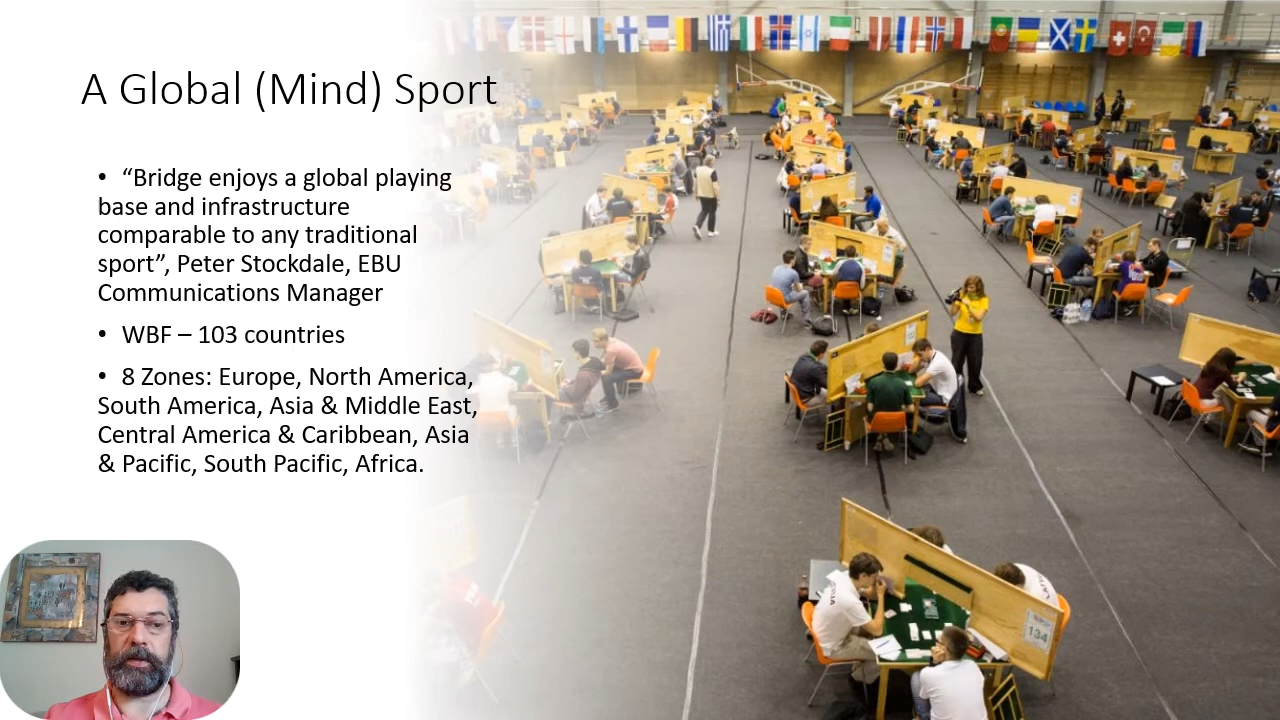 A Global (Mind) Sport
• “Bridge enjoys a global playing
base and infrastructure
comparable to any traditional
sport”, Peter Stockdale, EBU
Communications Manager
• WBF – 103 countries
• 8 Zones: Europe, North America,
South America, Asia & Middle East,
Central America & Caribbean, Asia
& Pacific, South Pacific, Africa.
134